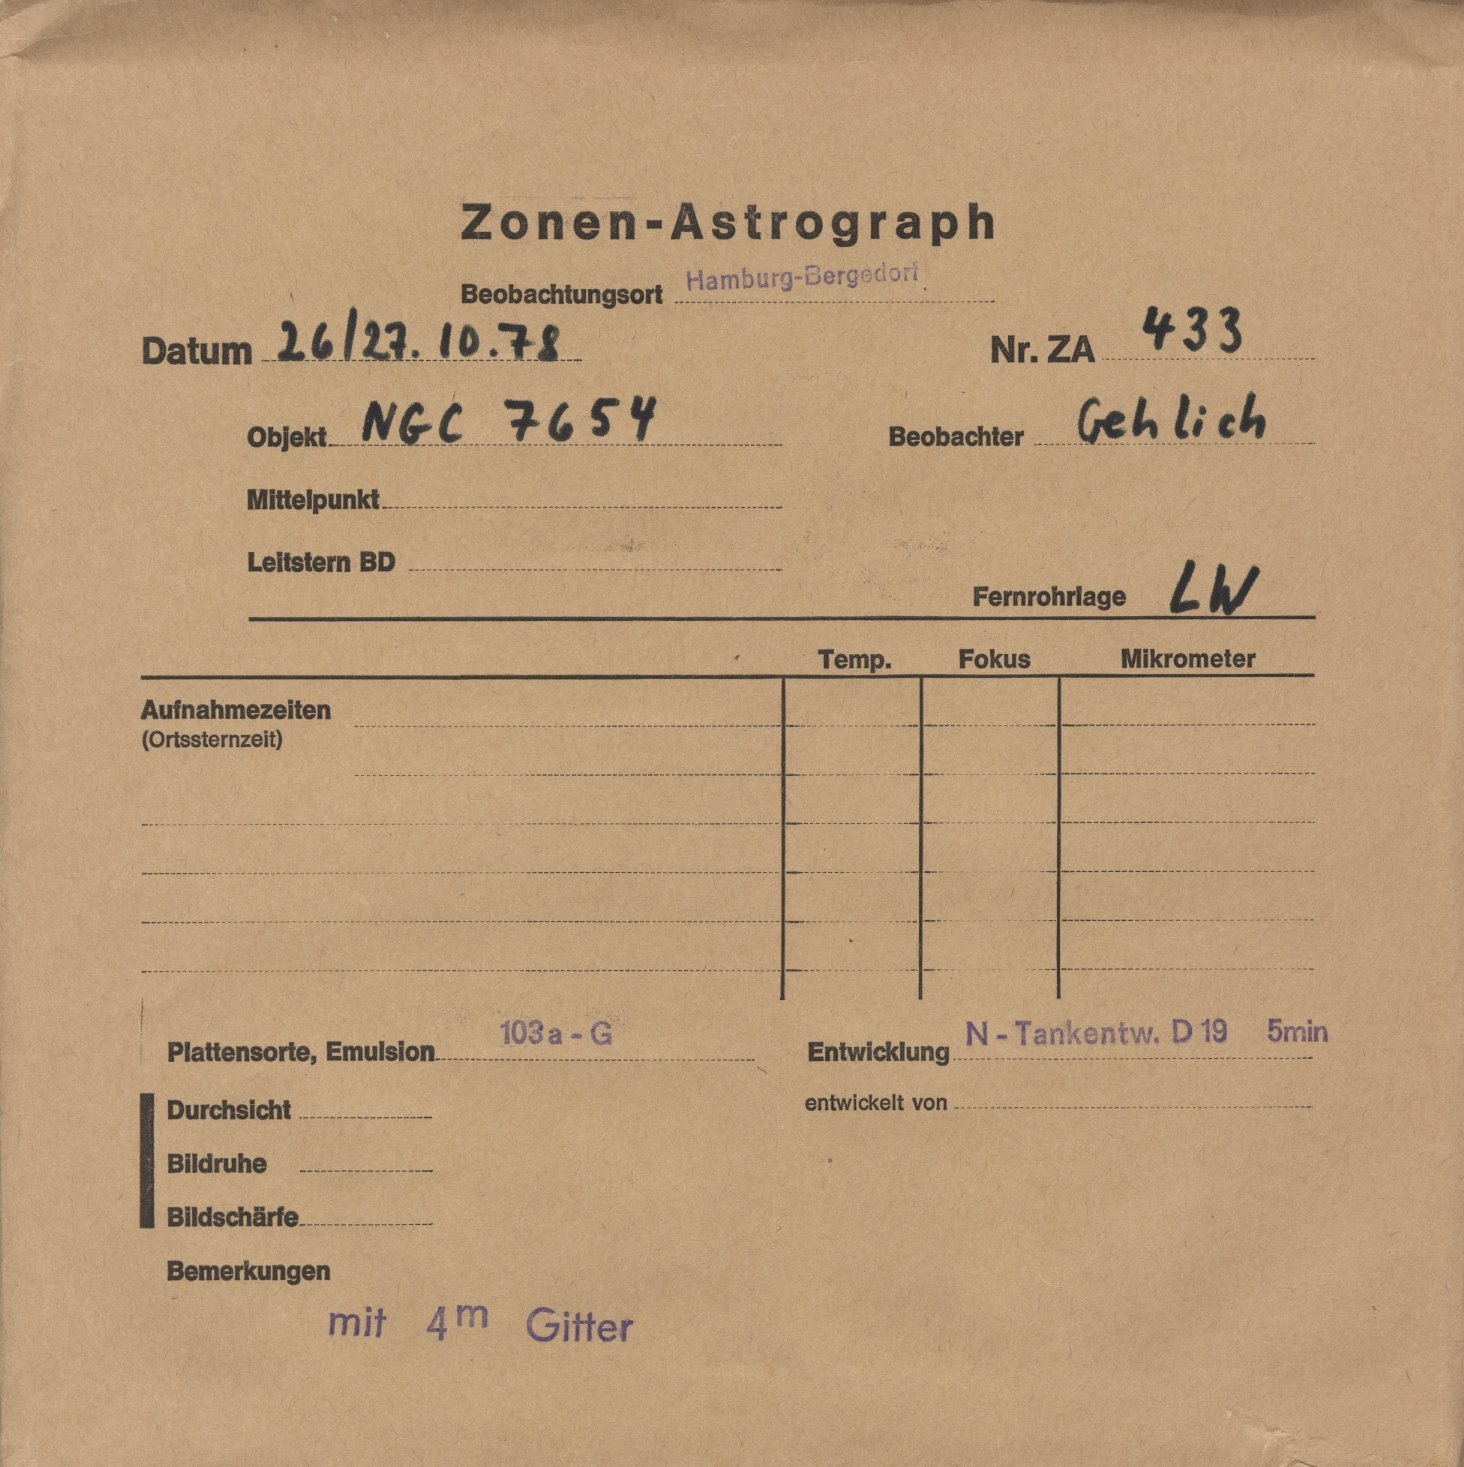 Zonen-Astrograph
Beobachtungsort Hamburg-Bergedorf
Datum 26/27.10.78 Nr. ZA 433
Objekt NGC 7654 Beobachter Gehlich
Mittelpunkt
Leitstern BD
Fernrohrlage LW
Temp. Fokus Mikrometer
Aufnahmezeiten
(Ortssternzeit)
Plattensorte, Emulsion 103a-G Entwicklung N-Tankentw. D19 5min
Durchsicht entwickelt von
Bildruhe
Bildschärfe
Bemerkungen
mit 4m Gitter